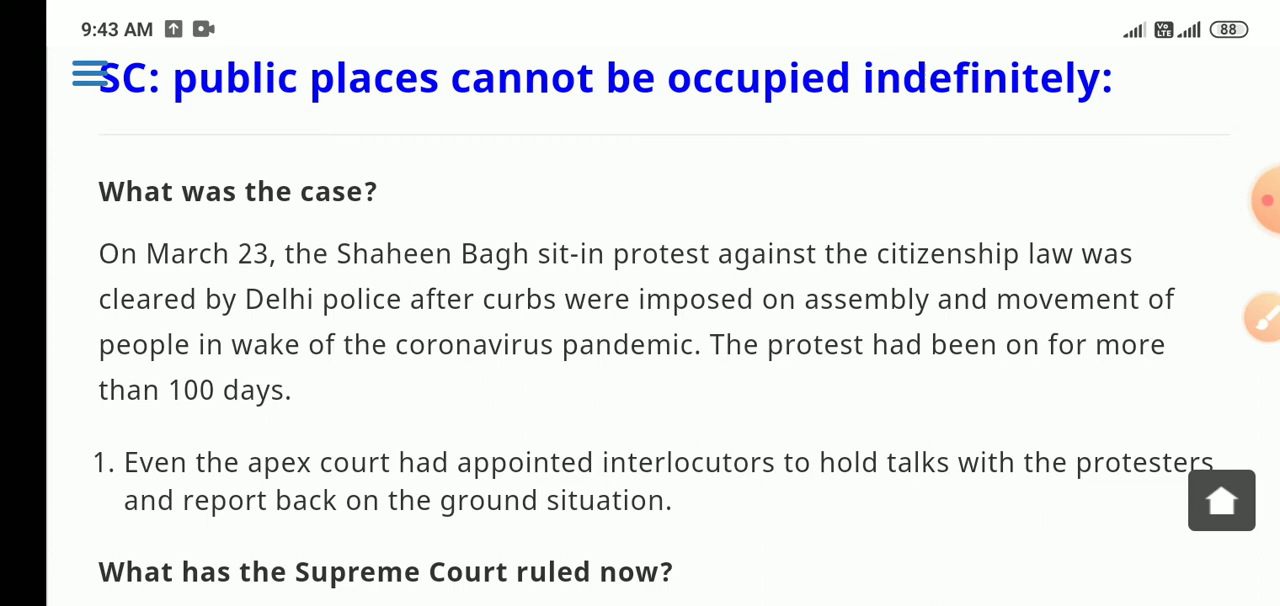 9:43 AM
Vo LTE
88
SC: public places cannot be occupied indefinitely:
What was the case?
On March 23, the Shaheen Bagh sit-in protest against the citizenship law was
cleared by Delhi police after curbs were imposed on assembly and movement of
people in wake of the coronavirus pandemic. The protest had been on for more
than 100 days.
1. Even the apex court had appointed interlocutors to hold talks with the protesters
and report back on the ground situation.
What has the Supreme Court ruled now?